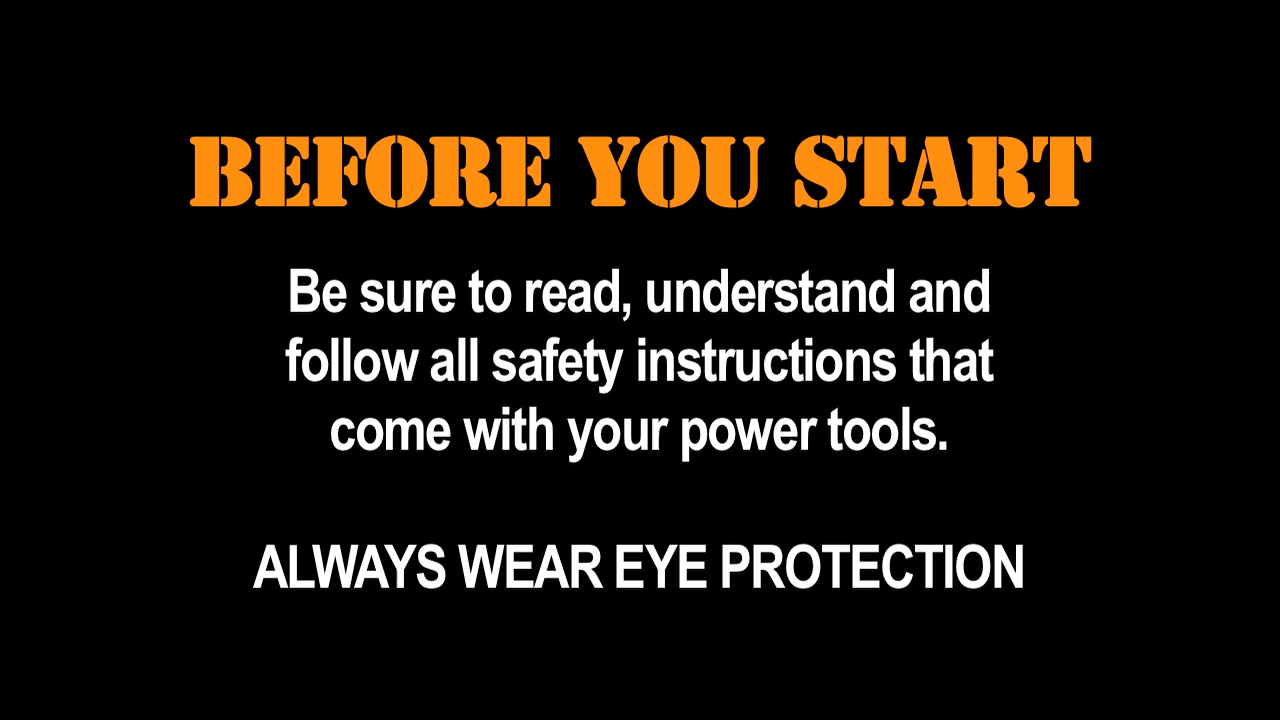 BEFORE YOU START
Be sure to read, understand and
follow all safety instructions that
come with your power tools.
ALWAYS WEAR EYE PROTECTION